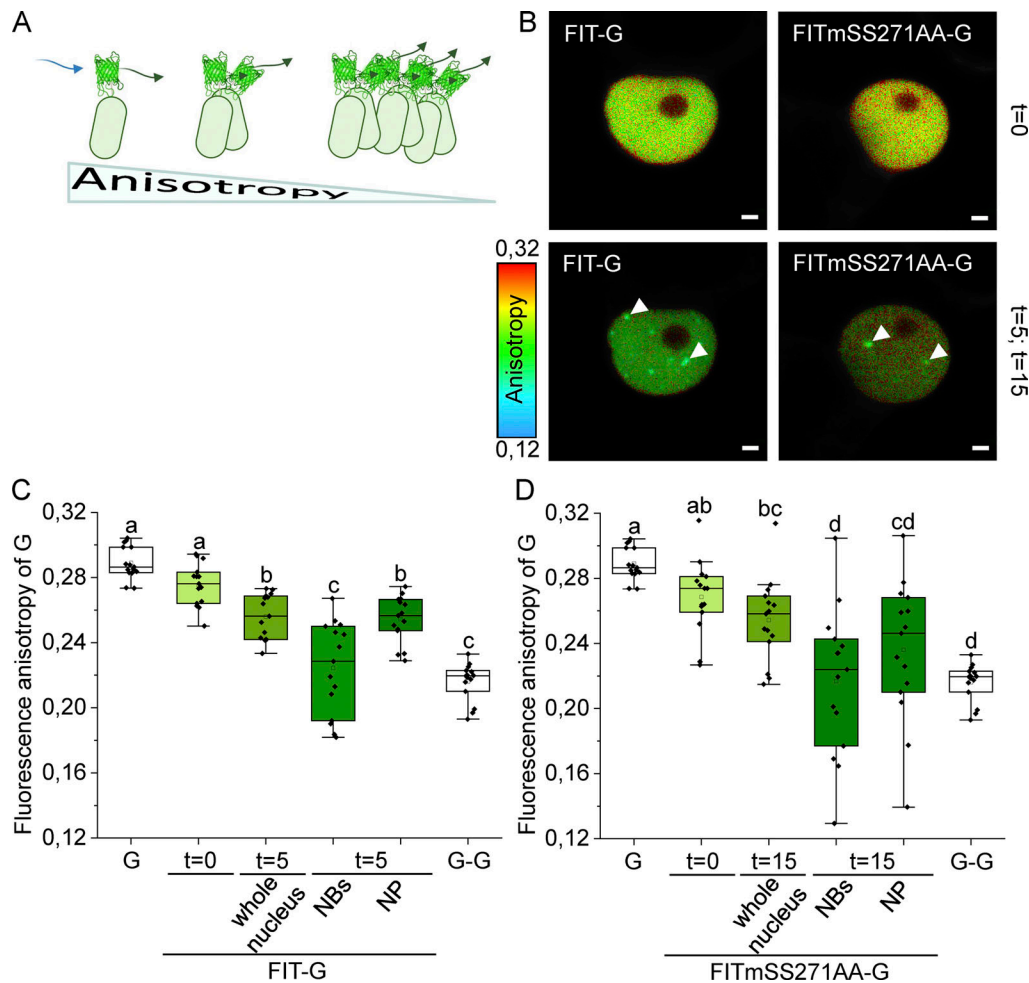 A
Anisotropy
B
FIT-G
FITmSS271AA-G
t=0
0,32
Anisotropy
0,12
FIT-G
FITmSS271AA-G
t=5; t=15
C
Fluorescence anisotropy of G
0,32
0,28
0,24
0,20
0,16
0,12
a
a
b
c
b
c
G
t=0
t=5
t=5
G-G
whole
nucleus
NBs
NP
FIT-G
D
Fluorescence anisotropy of G
0,32
0,28
0,24
0,20
0,16
0,12
a
ab
bc
d
cd
d
G
t=0
t=15
t=15
G-G
whole
nucleus
NBs
NP
FITmSS271AA-G